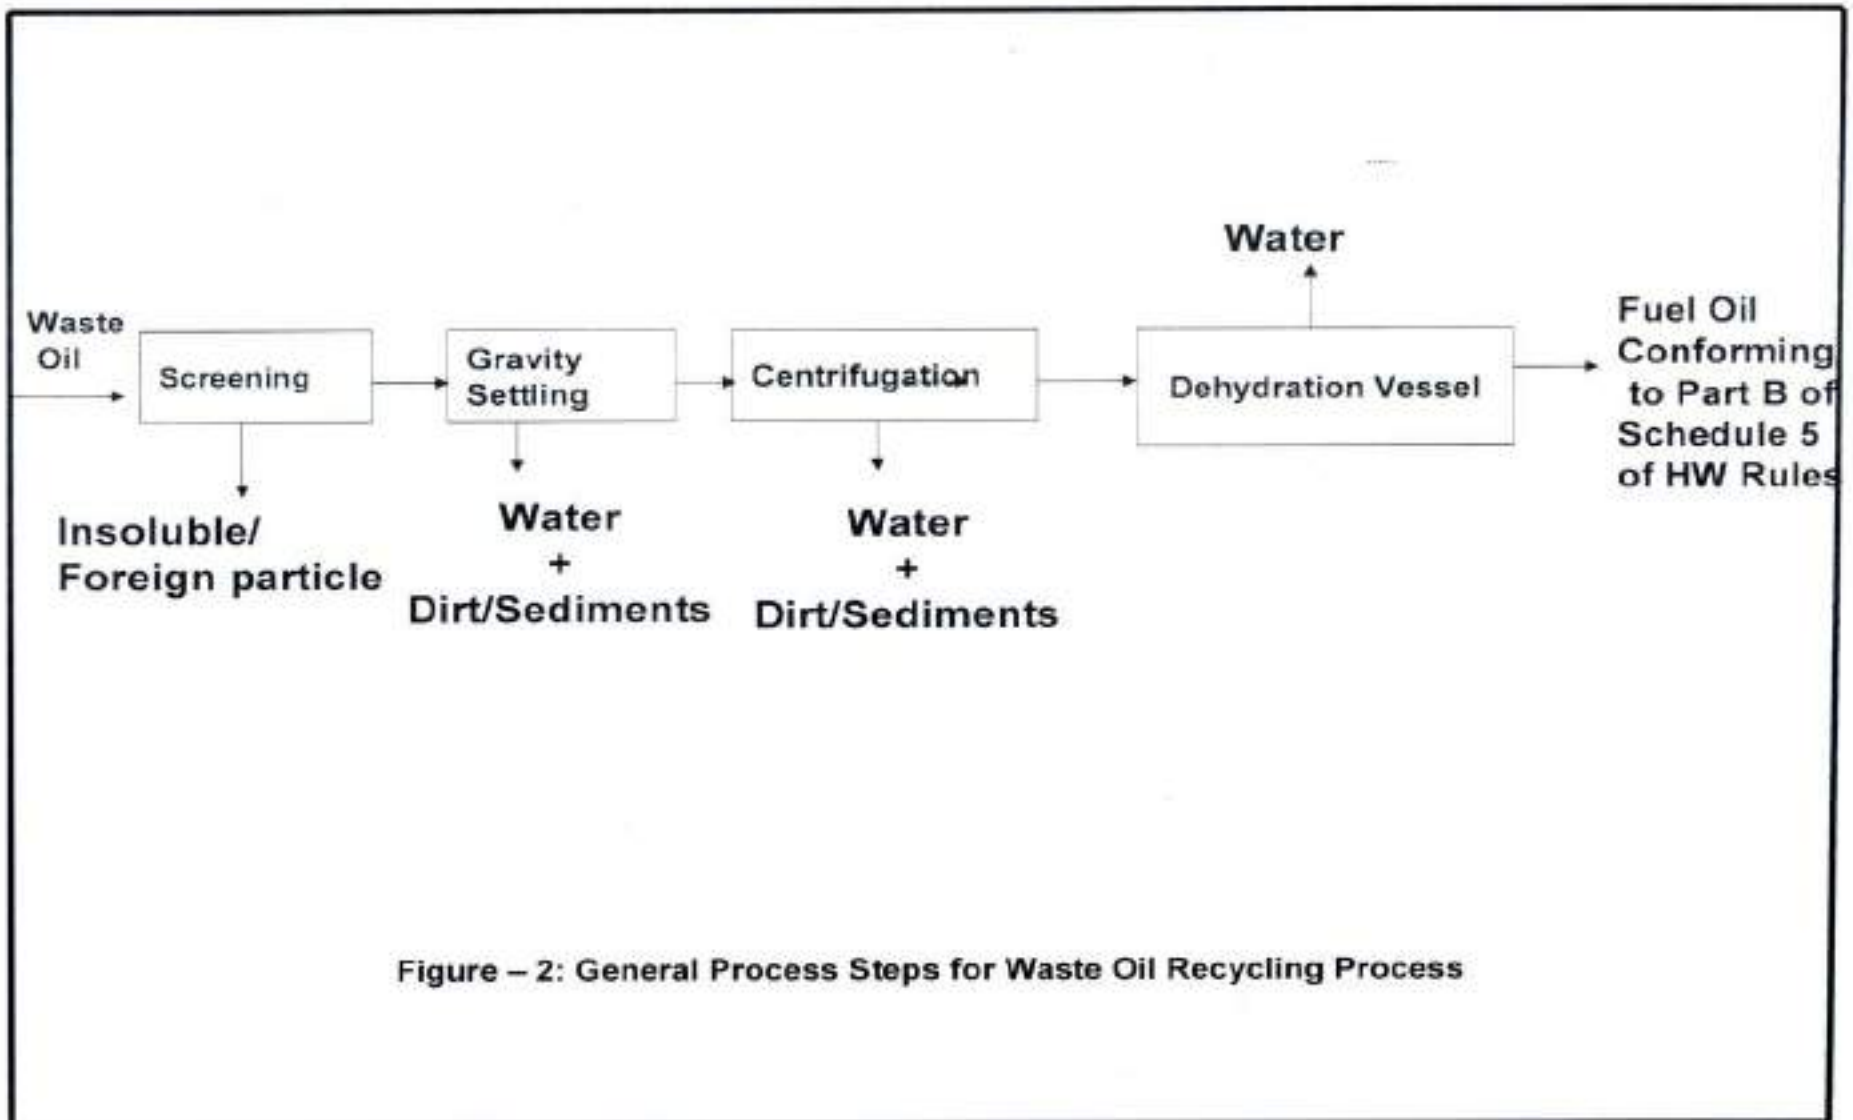 Water
Waste
Oil
Screening
Gravity
Settling
Centrifugation
Dehydration Vessel
Fuel Oil
Conforming
to Part B of
Schedule 5
of HW Rules
Insoluble/
Foreign particle
Water
+
Dirt/Sediments
Water
+
Dirt/Sediments
Figure – 2: General Process Steps for Waste Oil Recycling Process